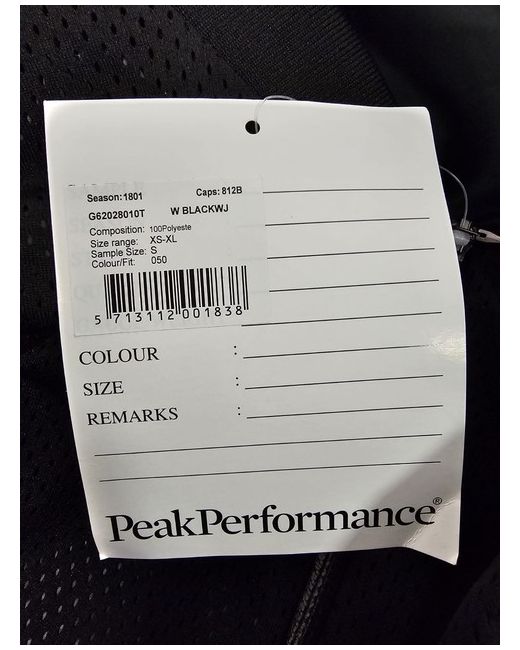 Season:1801 Caps: 812B
G62028010T W BLACKWJ
Composition: 100Polyeste
Size range: XS-XL
Sample Size: S
Colour/Fit: 050
5 713112 001838
COLOUR :
SIZE :
REMARKS :
PeakPerformance®